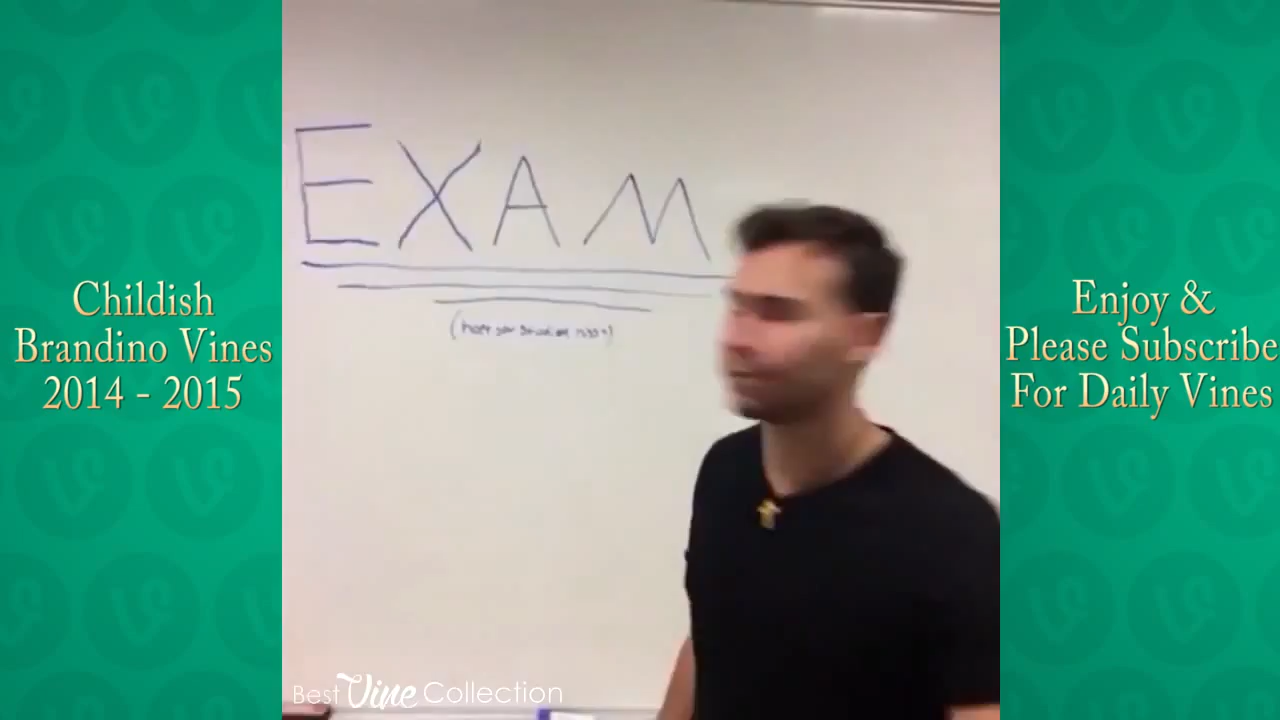 Childish
Brandino Vines
2014 - 2015
EXAM
Best Vine Collection
Enjoy &
Please Subscribe
For Daily Vines